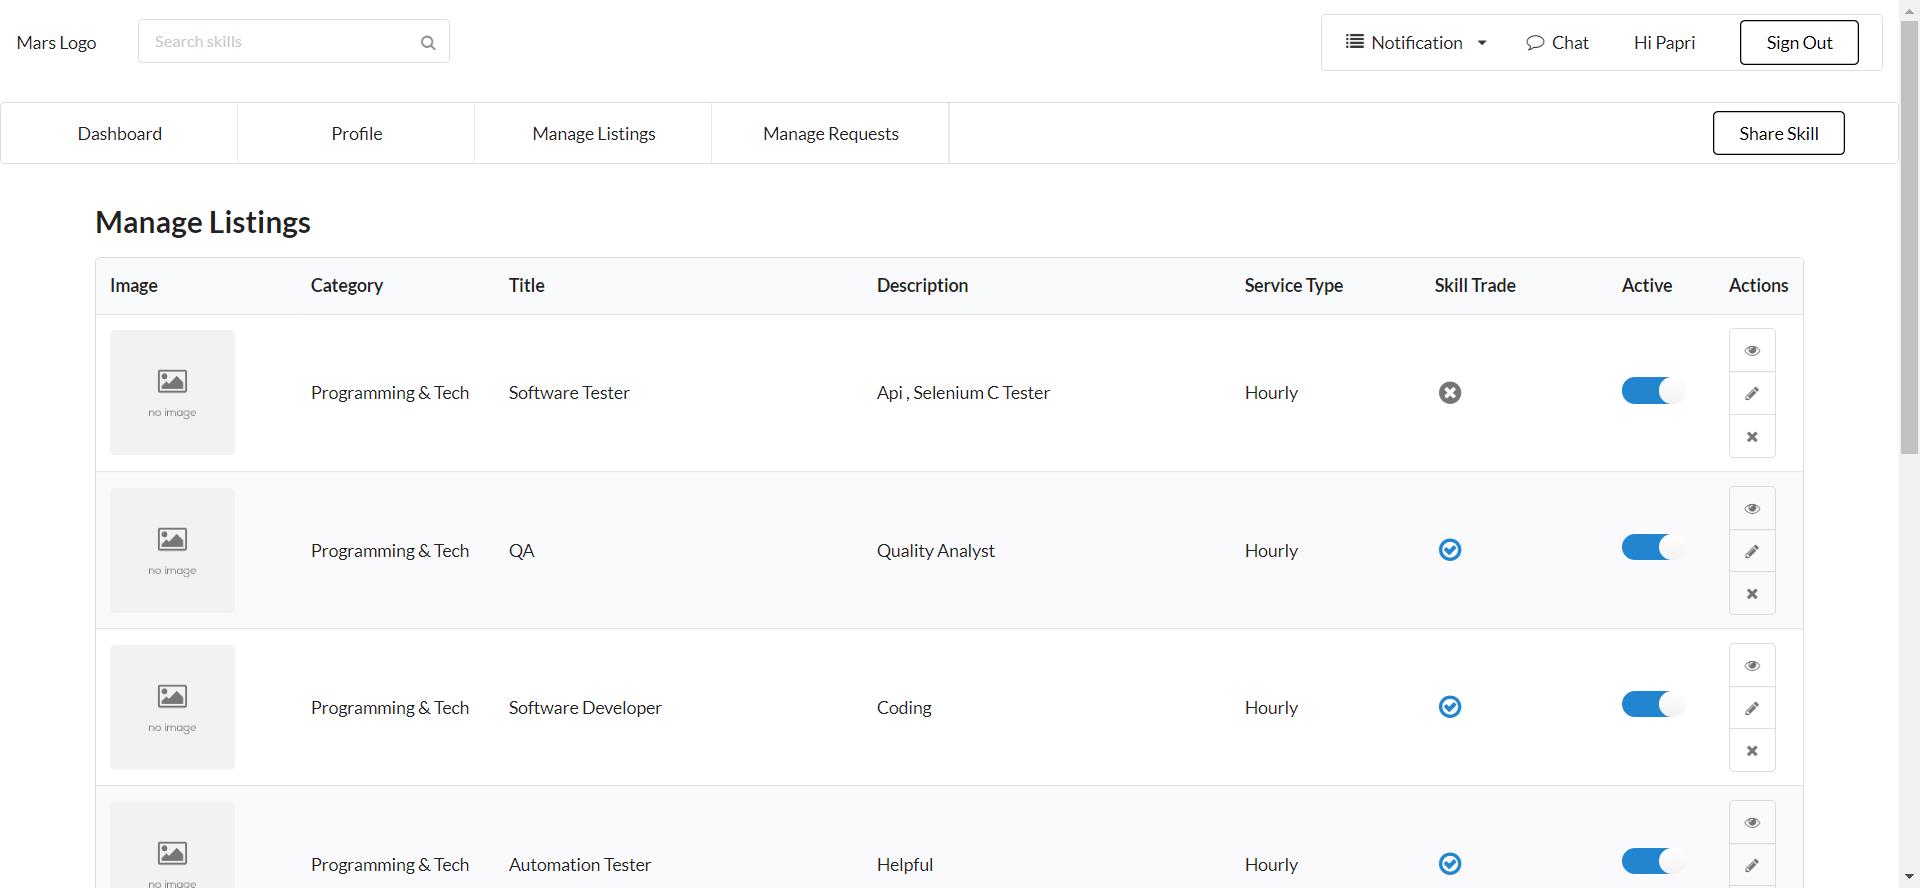 Mars Logo
Search skills
Notification
Chat
Hi Papri
Sign Out
Dashboard
Profile
Manage Listings
Manage Requests
Share Skill
Manage Listings
Image Category Title Description Service Type Skill Trade Active Actions
no image
Programming & Tech Software Tester Api , Selenium C Tester Hourly
no image
Programming & Tech QA Quality Analyst Hourly
no image
Programming & Tech Software Developer Coding Hourly
no image
Programming & Tech Automation Tester Helpful Hourly